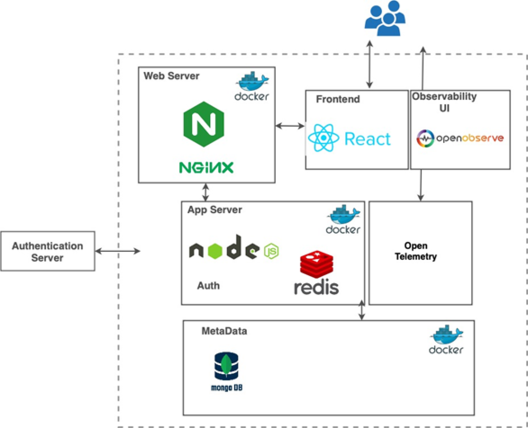 Web Server
docker
NGINX
Frontend
React
Observability
UI
openobserve
App Server
docker
node
JS
redis
Auth
Open
Telemetry
Authentication
Server
MetaData
docker
mongo DB